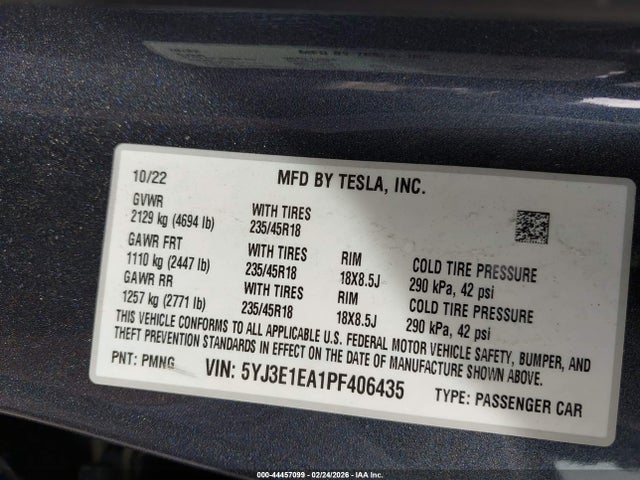 10/22 MFD BY TESLA, INC.
GVWR
2129 kg (4694 lb) WITH TIRES
235/45R18
GAWR FRT
1110 kg (2447 lb) WITH TIRES RIM COLD TIRE PRESSURE
235/45R18 18X8.5J 290 kPa, 42 psi
GAWR RR
1257 kg (2771 lb) WITH TIRES RIM COLD TIRE PRESSURE
235/45R18 18X8.5J 290 kPa, 42 psi
THIS VEHICLE CONFORMS TO ALL APPLICABLE U.S. FEDERAL MOTOR VEHICLE SAFETY, BUMPER, AND
THEFT PREVENTION STANDARDS IN EFFECT ON THE DATE OF MANUFACTURE SHOWN ABOVE.
PNT: PMNG VIN: 5YJ3E1EA1PF406435 TYPE: PASSENGER CAR
000-44457099 - 02/24/2026 - IAA Inc.